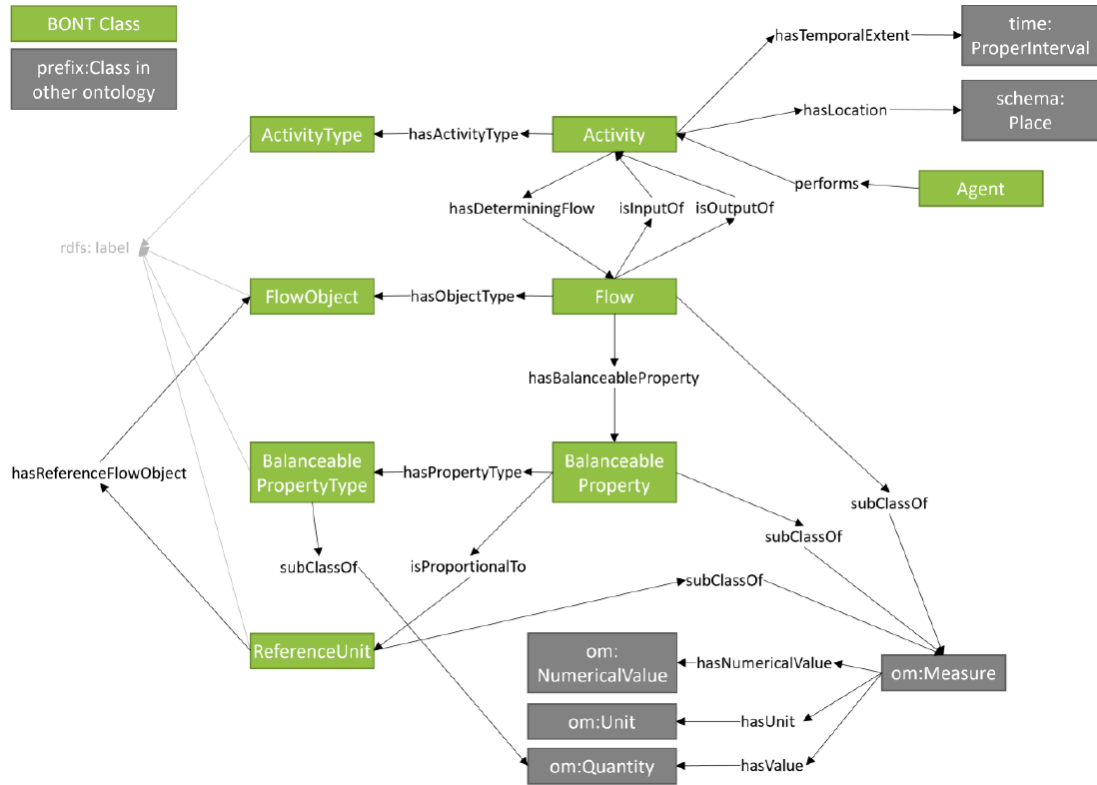 BONT Class
prefix:Class in
other ontology
time:
ProperInterval
hasTemporalExtent
schema:
Place
hasLocation
ActivityType
hasActivityType
Activity
performs
Agent
hasDeterminingFlow
isInputOf
isOutputOf
rdfs: label
FlowObject
hasObjectType
Flow
hasBalanceableProperty
hasReferenceFlowObject
Balanceable
PropertyType
hasPropertyType
Balanceable
Property
subClassOf
subClassOf
subClassOf
isProportionalTo
subClassOf
ReferenceUnit
om:
NumericalValue
hasNumericalValue
om:Measure
om:Unit
hasUnit
om:Quantity
hasValue